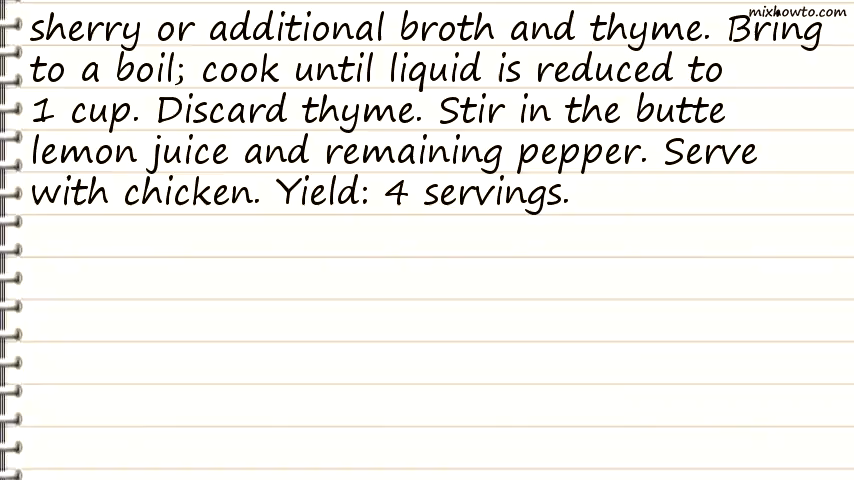 mixhowto.com
sherry or additional broth and thyme. Bring
to a boil; cook until liquid is reduced to
1 cup. Discard thyme. Stir in the butte
lemon juice and remaining pepper. Serve
with chicken. Yield: 4 servings.